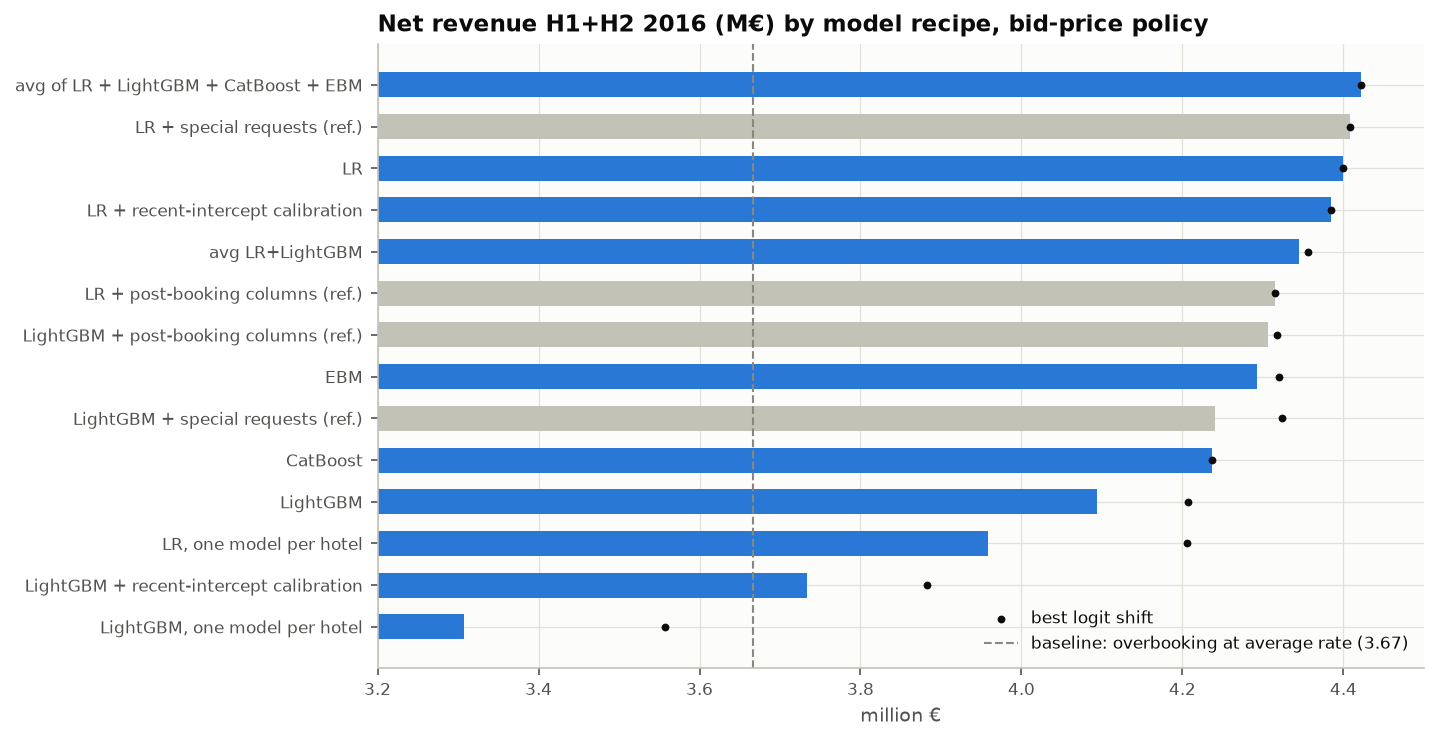 Net revenue H1+H2 2016 (M€) by model recipe, bid-price policy
avg of LR + LightGBM + CatBoost + EBM
LR + special requests (ref.)
LR
LR + recent-intercept calibration
avg LR+LightGBM
LR + post-booking columns (ref.)
LightGBM + post-booking columns (ref.)
EBM
LightGBM + special requests (ref.)
CatBoost
LightGBM
LR, one model per hotel
LightGBM + recent-intercept calibration
LightGBM, one model per hotel
best logit shift
baseline: overbooking at average rate (3.67)
3.2 3.4 3.6 3.8 4.0 4.2 4.4
million €